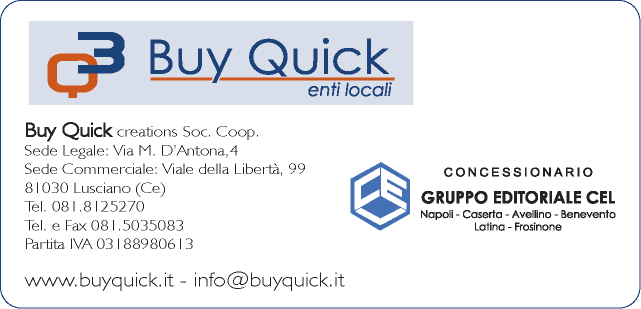 Buy Quick
enti locali
Buy Quick creations Soc. Coop.
Sede Legale: Via M. D'Antona,4
Sede Commerciale: Viale della Libertà, 99
81030 Lusciano (Ce)
Tel. 081.8125270
Tel. e Fax 081.5035083
Partita IVA 03188980613
www.buyquick.it - info@buyquick.it
CONCESSIONARIO
GRUPPO EDITORIALE CEL
Napoli - Caserta - Avellino - Benevento
Latina - Frosinone